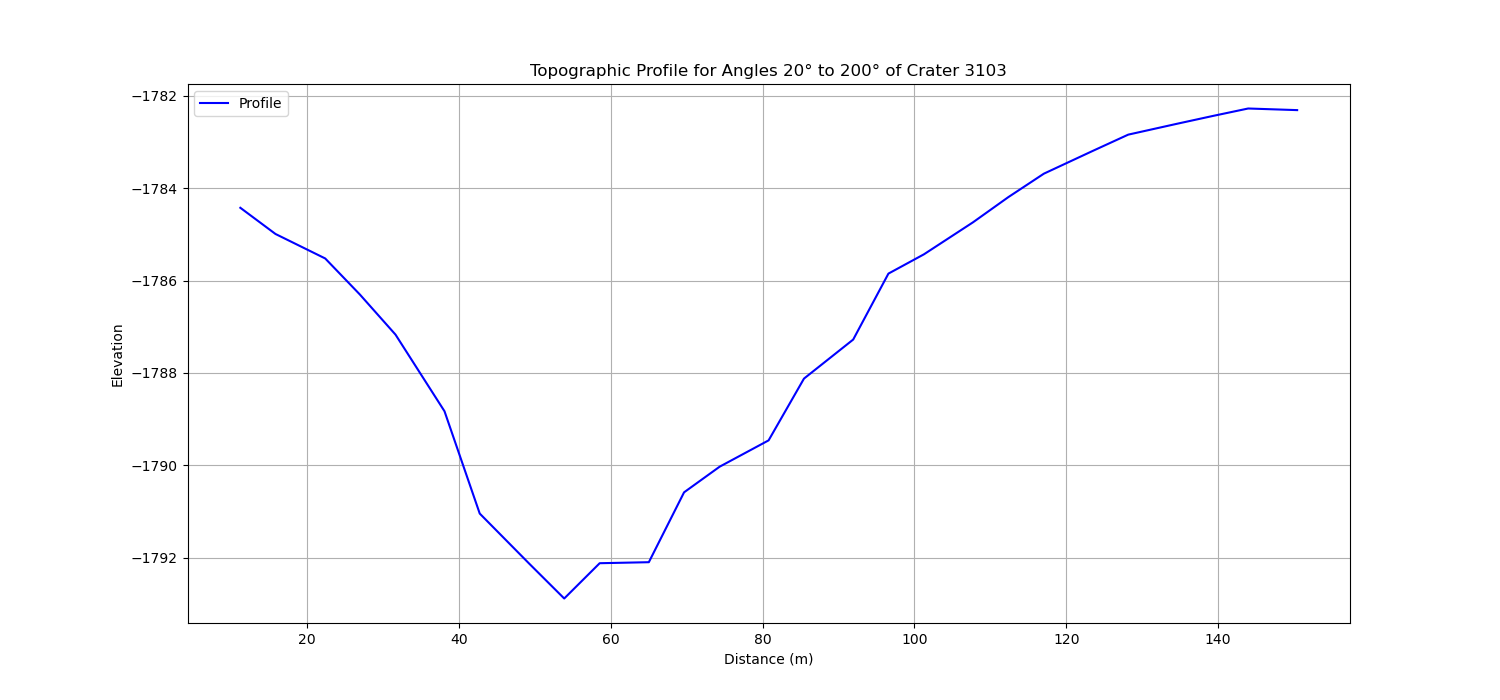 Topographic Profile for Angles 20° to 200° of Crater 3103
Profile
−1782
−1784
−1786
−1788
−1790
−1792
Elevation
20 40 60 80 100 120 140
Distance (m)